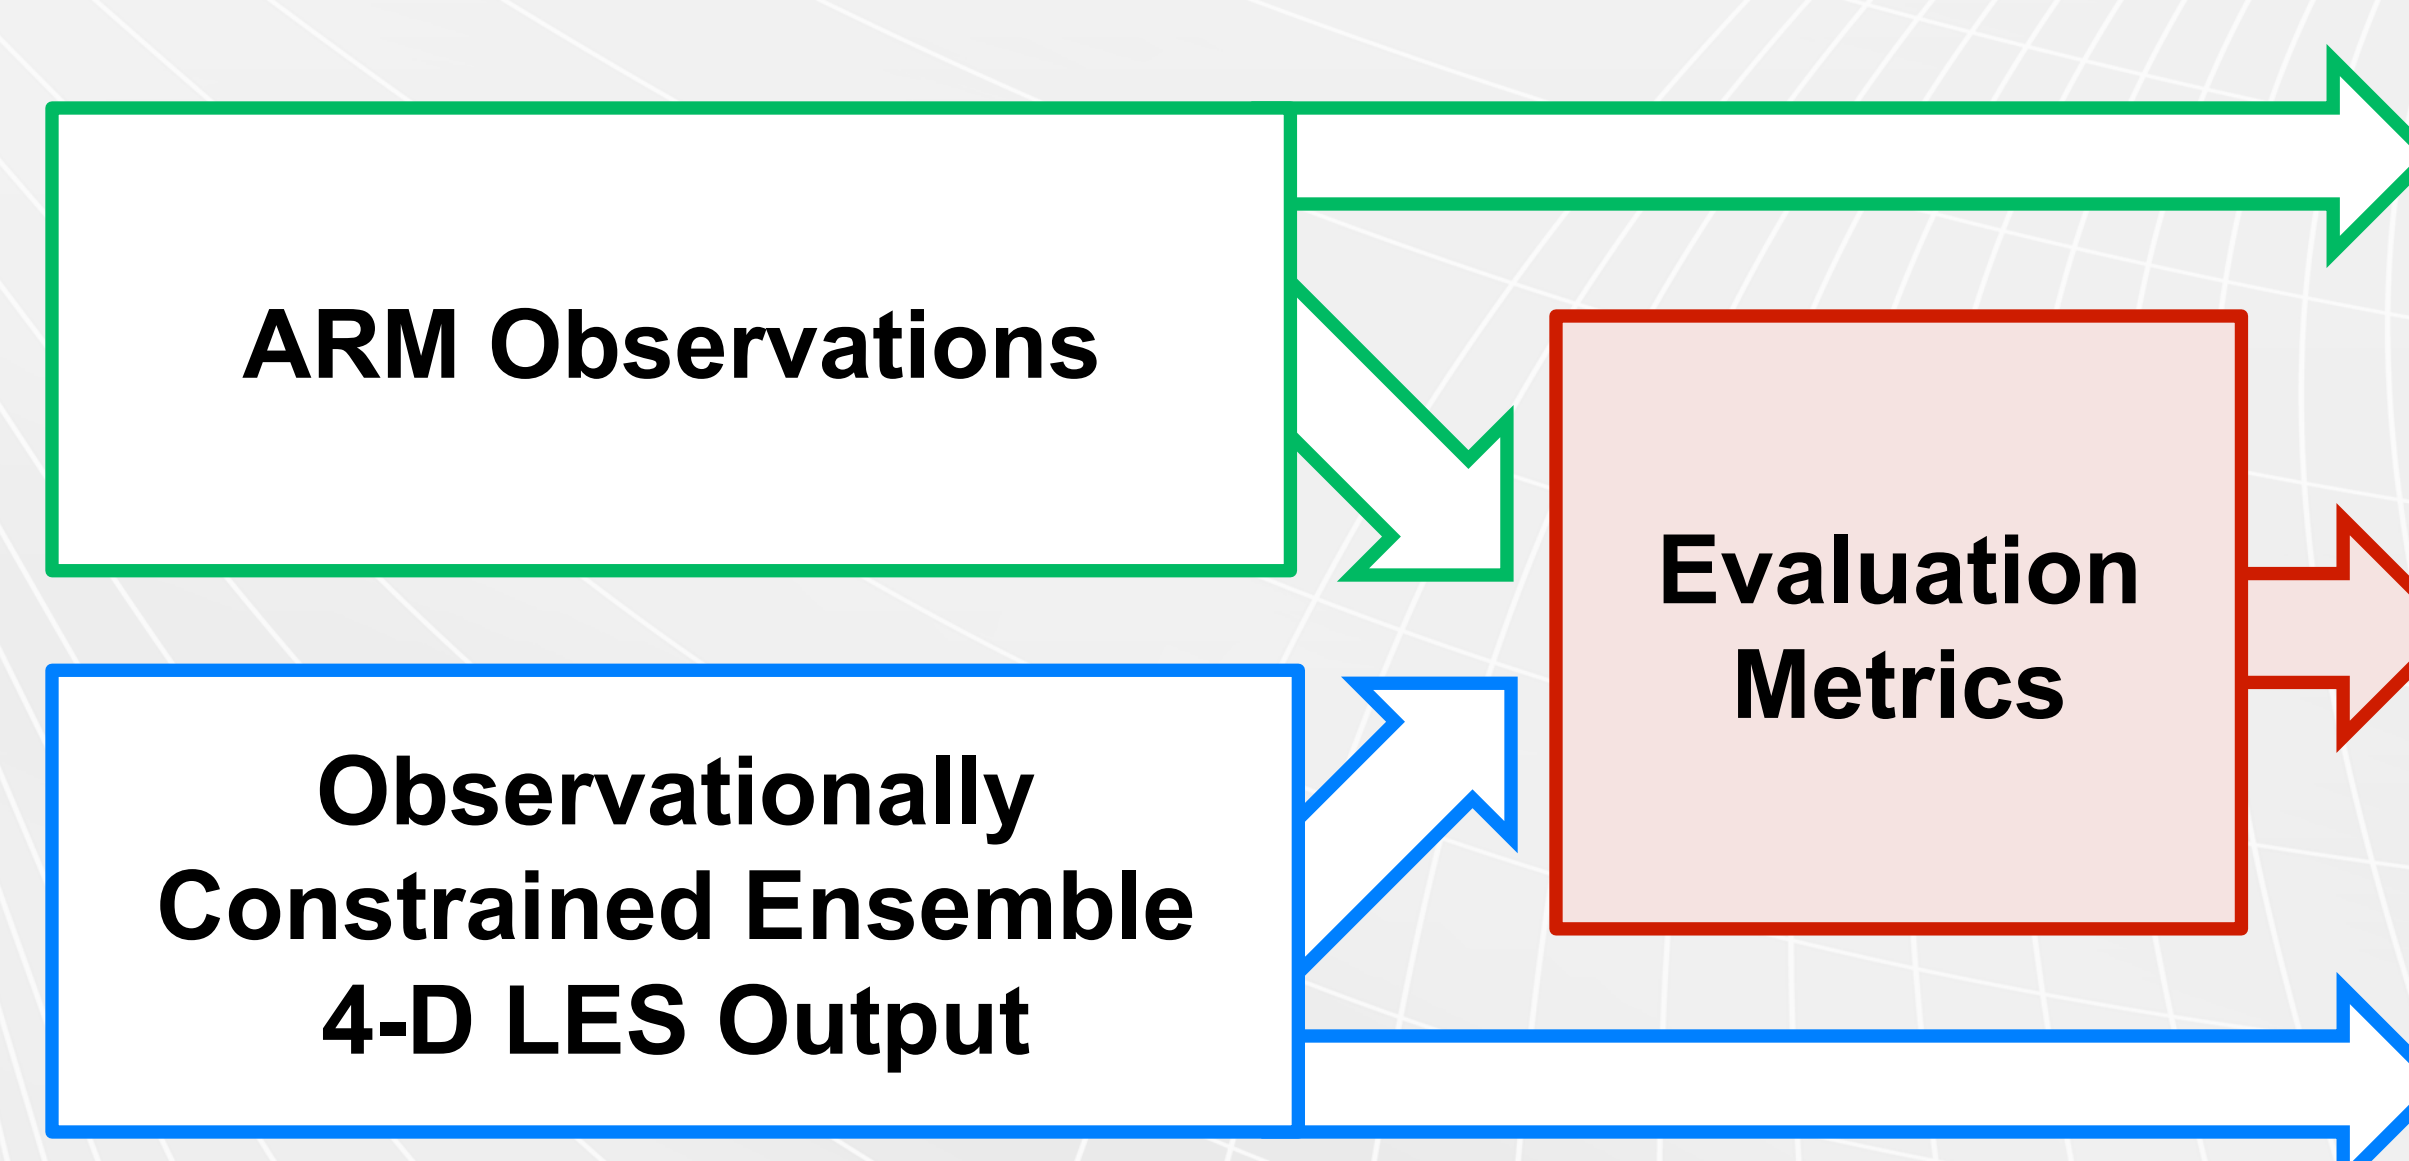 ARM Observations
Evaluation
Metrics
Observationally
Constrained Ensemble
4-D LES Output